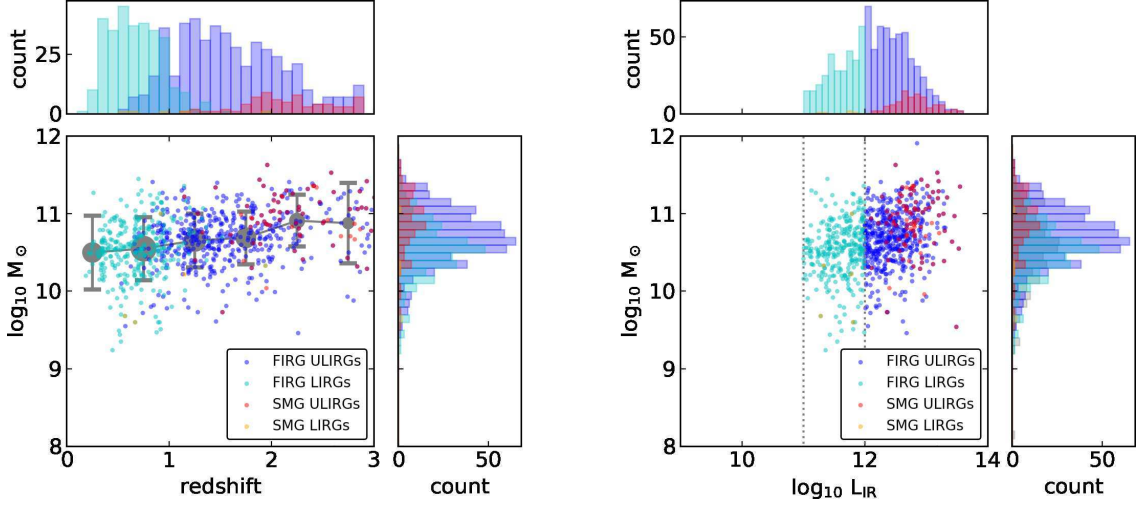 count
25
0
count
50
0
log₁₀ M⊙
12
11
10
9
8
FIRG ULIRGs
FIRG LIRGs
SMG ULIRGs
SMG LIRGs
0 1 2 3
redshift
0 50
count
log₁₀ M⊙
12
11
10
9
8
FIRG ULIRGs
FIRG LIRGs
SMG ULIRGs
SMG LIRGs
10 12 14
log₁₀ L_IR
0 50
count